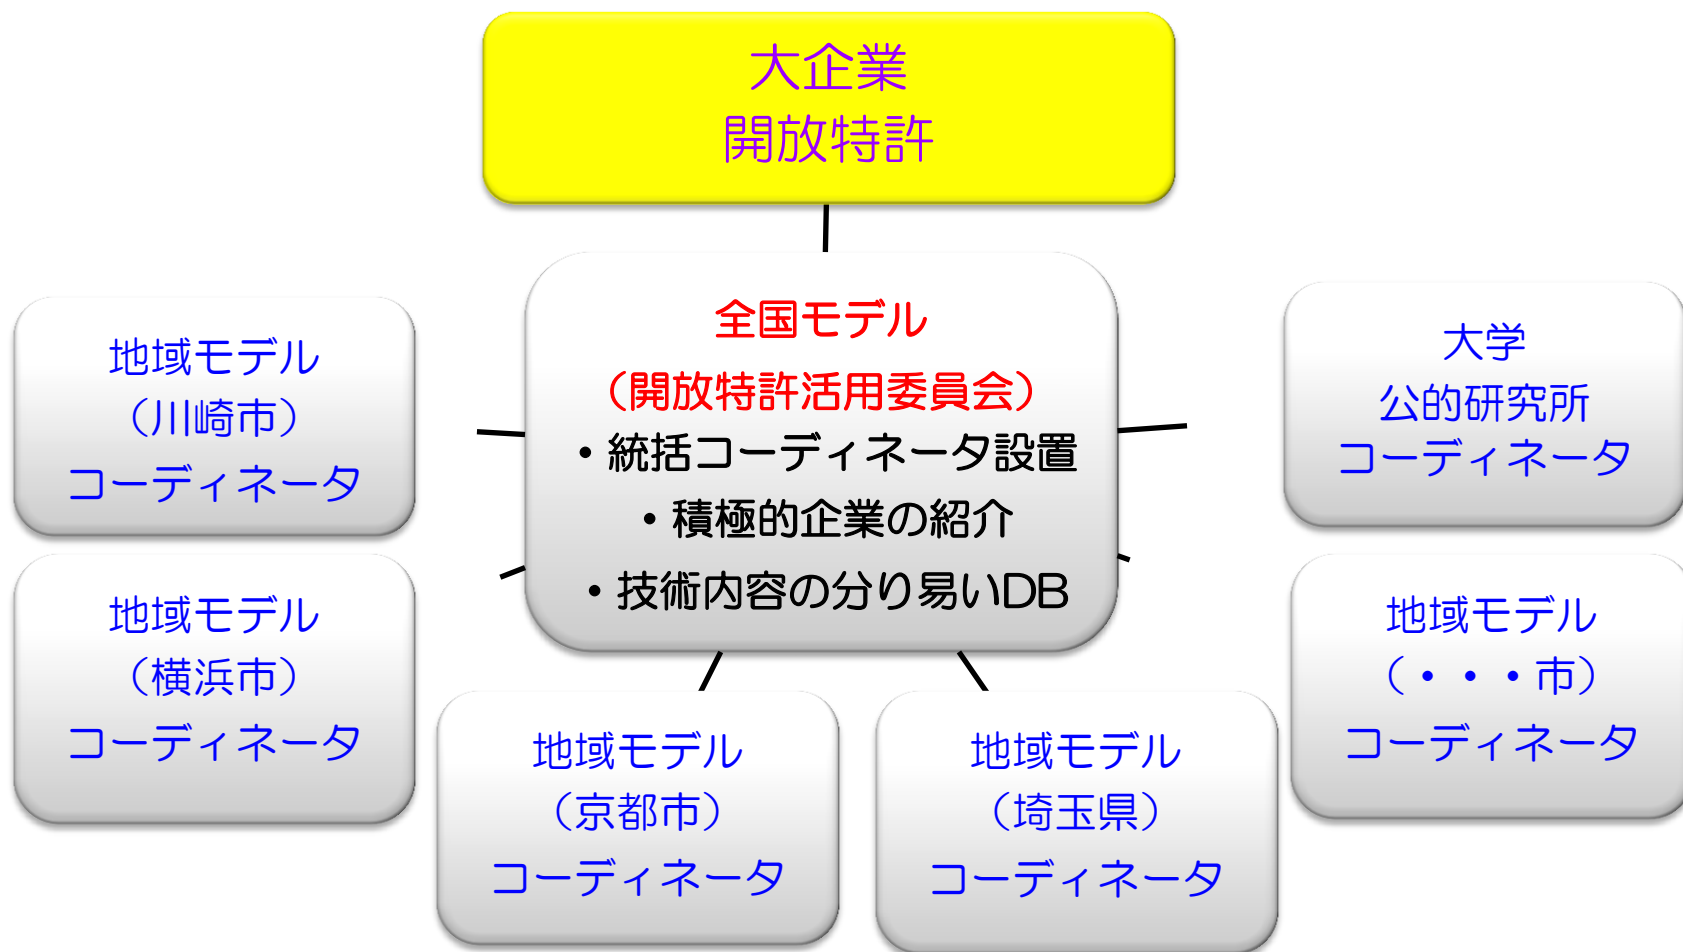 大企業
開放特許
全国モデル
（開放特許活用委員会）
・統括コーディネータ設置
・積極的企業の紹介
・技術内容の分り易いDB
地域モデル
（川崎市）
コーディネータ
地域モデル
（横浜市）
コーディネータ
地域モデル
（京都市）
コーディネータ
地域モデル
（埼玉県）
コーディネータ
大学
公的研究所
コーディネータ
地域モデル
（・・・市）
コーディネータ